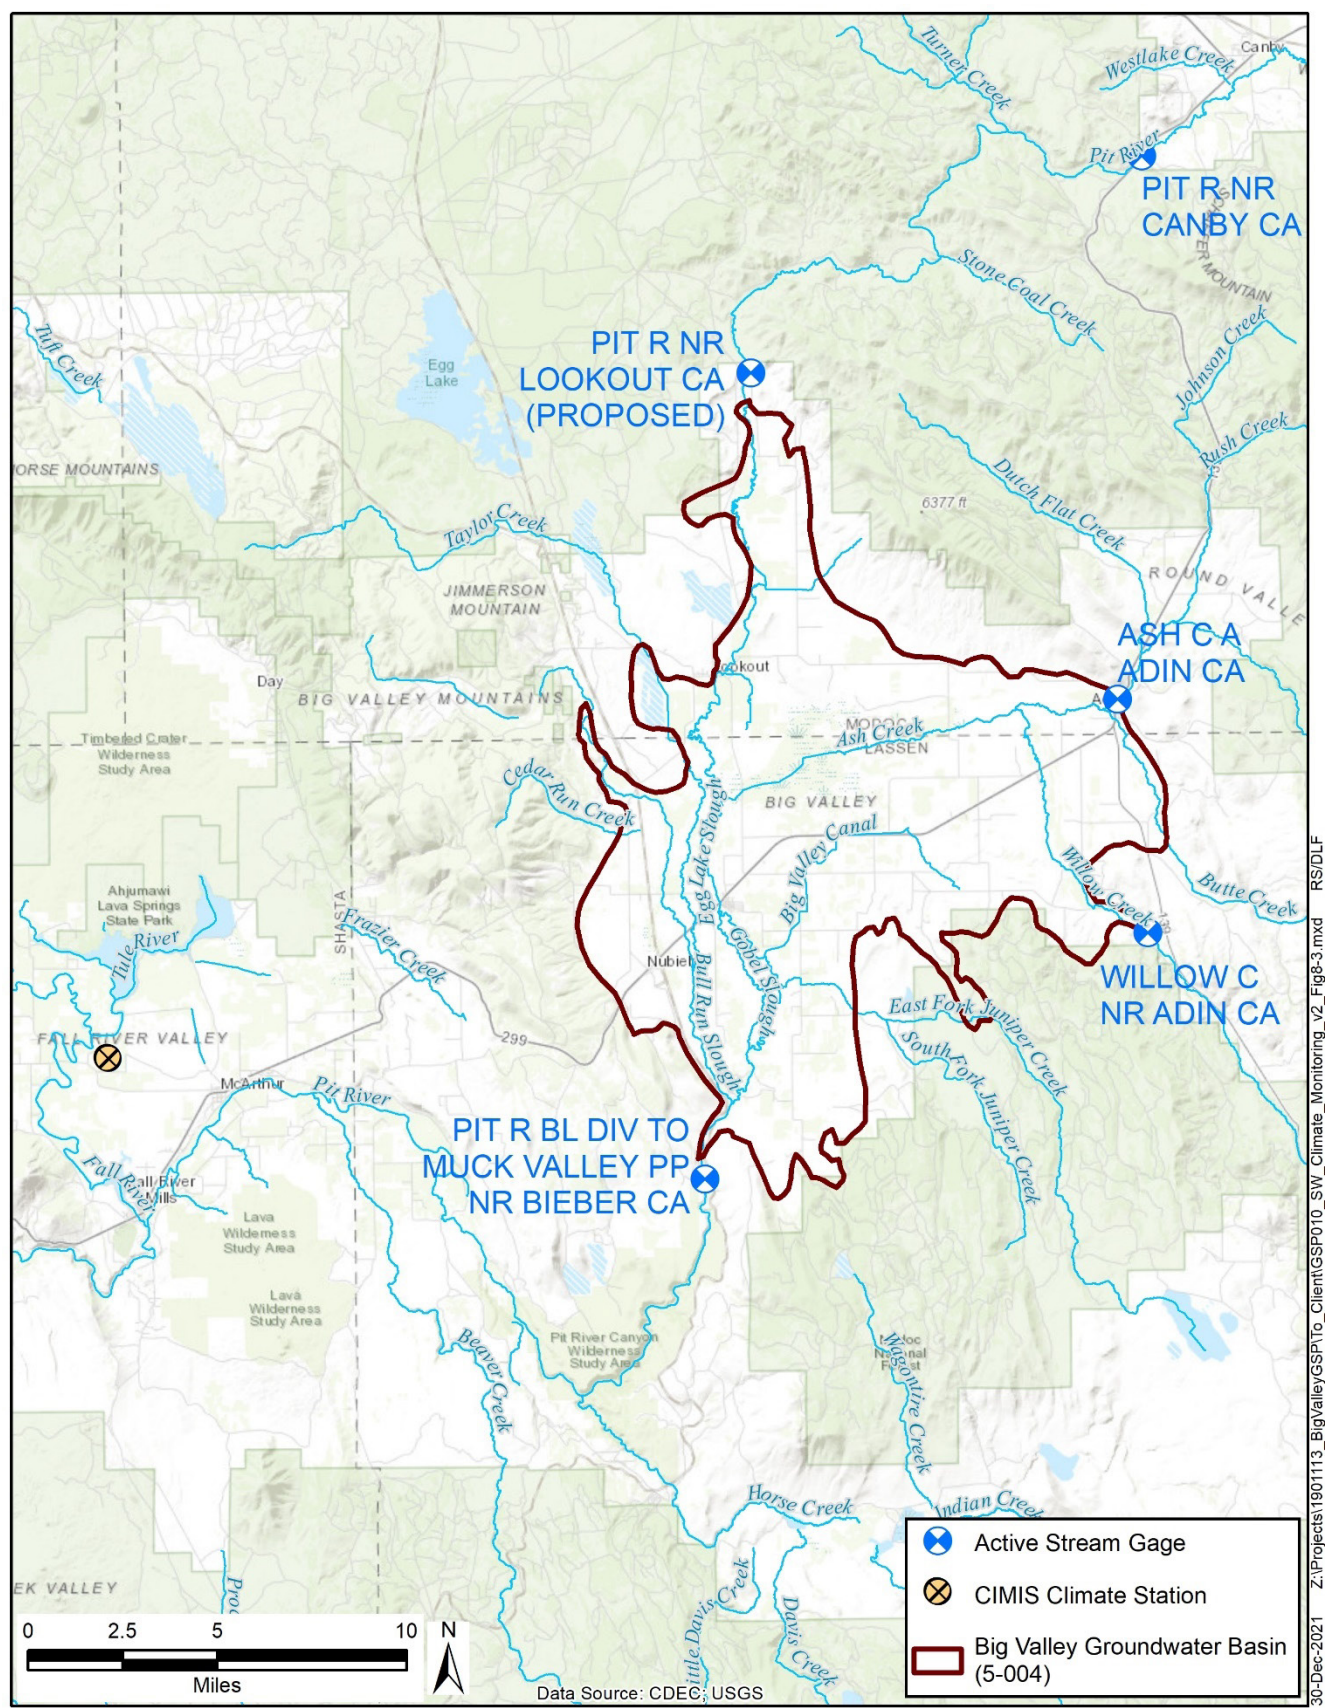 Canby
Turner Creek
Westlake Creek
Pit River
PIT R NR
CANBY CA
SCHAFFER MOUNTAIN
Stone Coal Creek
Johnson Creek
Rush Creek
Tuff Creek
Egg
Lake
PIT R NR
LOOKOUT CA
(PROPOSED)
ORSE MOUNTAINS
Taylor Creek
6377 ft
Dutch Flat Creek
ROUND VALLE
JIMMERSON
MOUNTAIN
ASH C A
ADIN CA
Day
BIG VALLEY MOUNTAINS
ookout
A
MODOC
LASSEN
Ash Creek
Timbered Crater
Wilderness
Study Area
Cedar Run Creek
BIG VALLEY
Egg Lake Slough
Big Valley Canal
Willow Creek
Butte Creek
139
Ahjumawi
Lava Springs
State Park
SHASTA
Tule River
Frazier Creek
Nubieb
Bull Run Slough
Gobel Slough
WILLOW C
NR ADIN CA
East Fork Juniper Creek
South Fork Juniper Creek
FALL RIVER VALLEY
299
McArthur
Pit River
PIT R BL DIV TO
MUCK VALLEY PP
NR BIEBER CA
Fall River
Fall River
Mills
Lava
Wilderness
Study Area
Lava
Wilderness
Study Area
Pit River Canyon
Wilderness
Study Area
Beaver Creek
Modoc
National
Forest
Wagontire Creek
Horse Creek
Indian Creek
EK VALLEY
Little Davis Creek
Davis Creek
Active Stream Gage
CIMIS Climate Station
Big Valley Groundwater Basin
(5-004)
0 2.5 5 10
Miles
N
Data Source: CDEC; USGS
30-Dec-2021 Z:\Projects\1901113_BigValleyGSP\To_Client\GSP010_SW_Climate_Monitoring_v2_Fig8-3.mxd RS/DLF